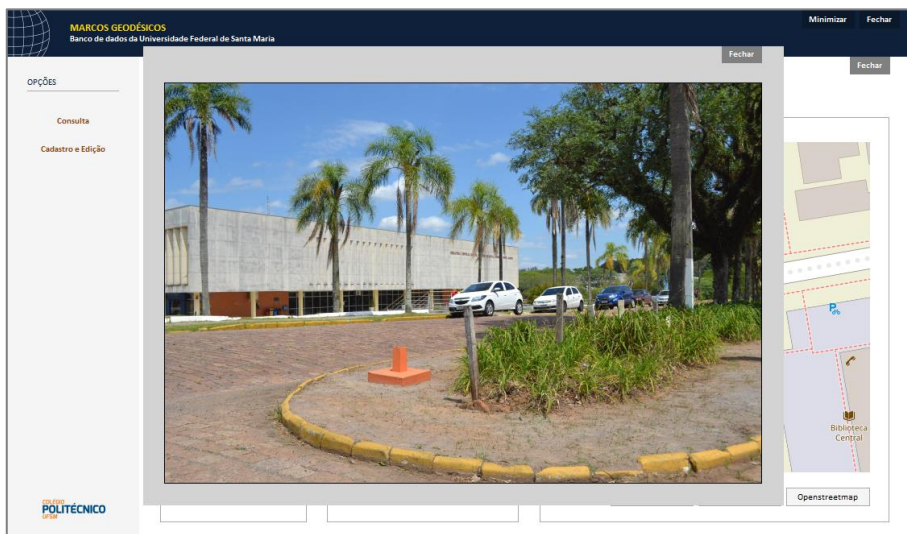 MARCOS GEODÉSICOS
Banco de dados da Universidade Federal de Santa Maria
Minimizar Fechar
Fechar
Fechar
OPÇÕES
Consulta
Cadastro e Edição
Biblioteca
Central
Openstreetmap
COLÉGIO
POLITÉCNICO
UFSM